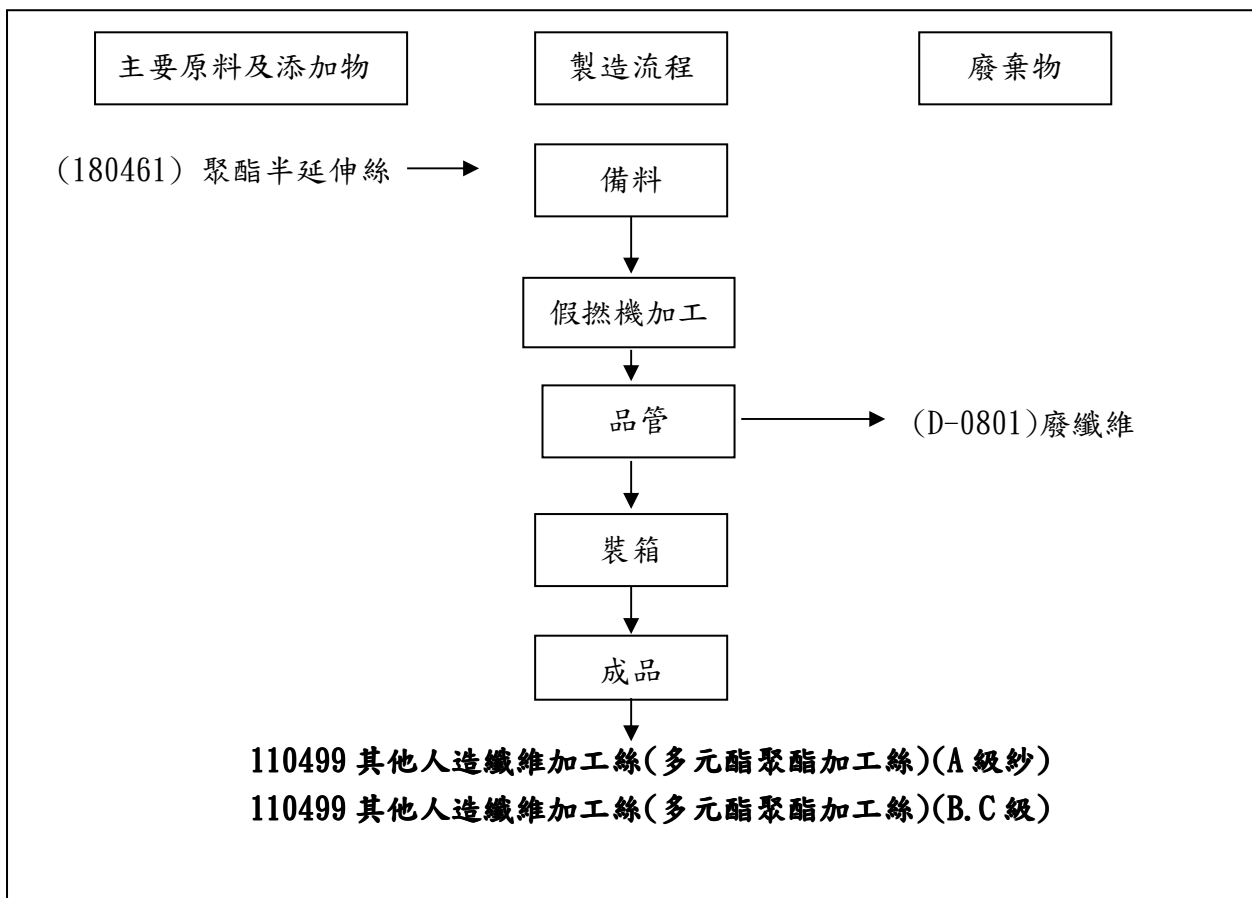 主要原料及添加物
製造流程
廢棄物
(180461) 聚酯半延伸絲
備料
假撚機加工
品管
(D-0801)廢纖維
裝箱
成品
110499 其他人造纖維加工絲(多元酯聚酯加工絲)(A 級紗)
110499 其他人造纖維加工絲(多元酯聚酯加工絲)(B.C 級)